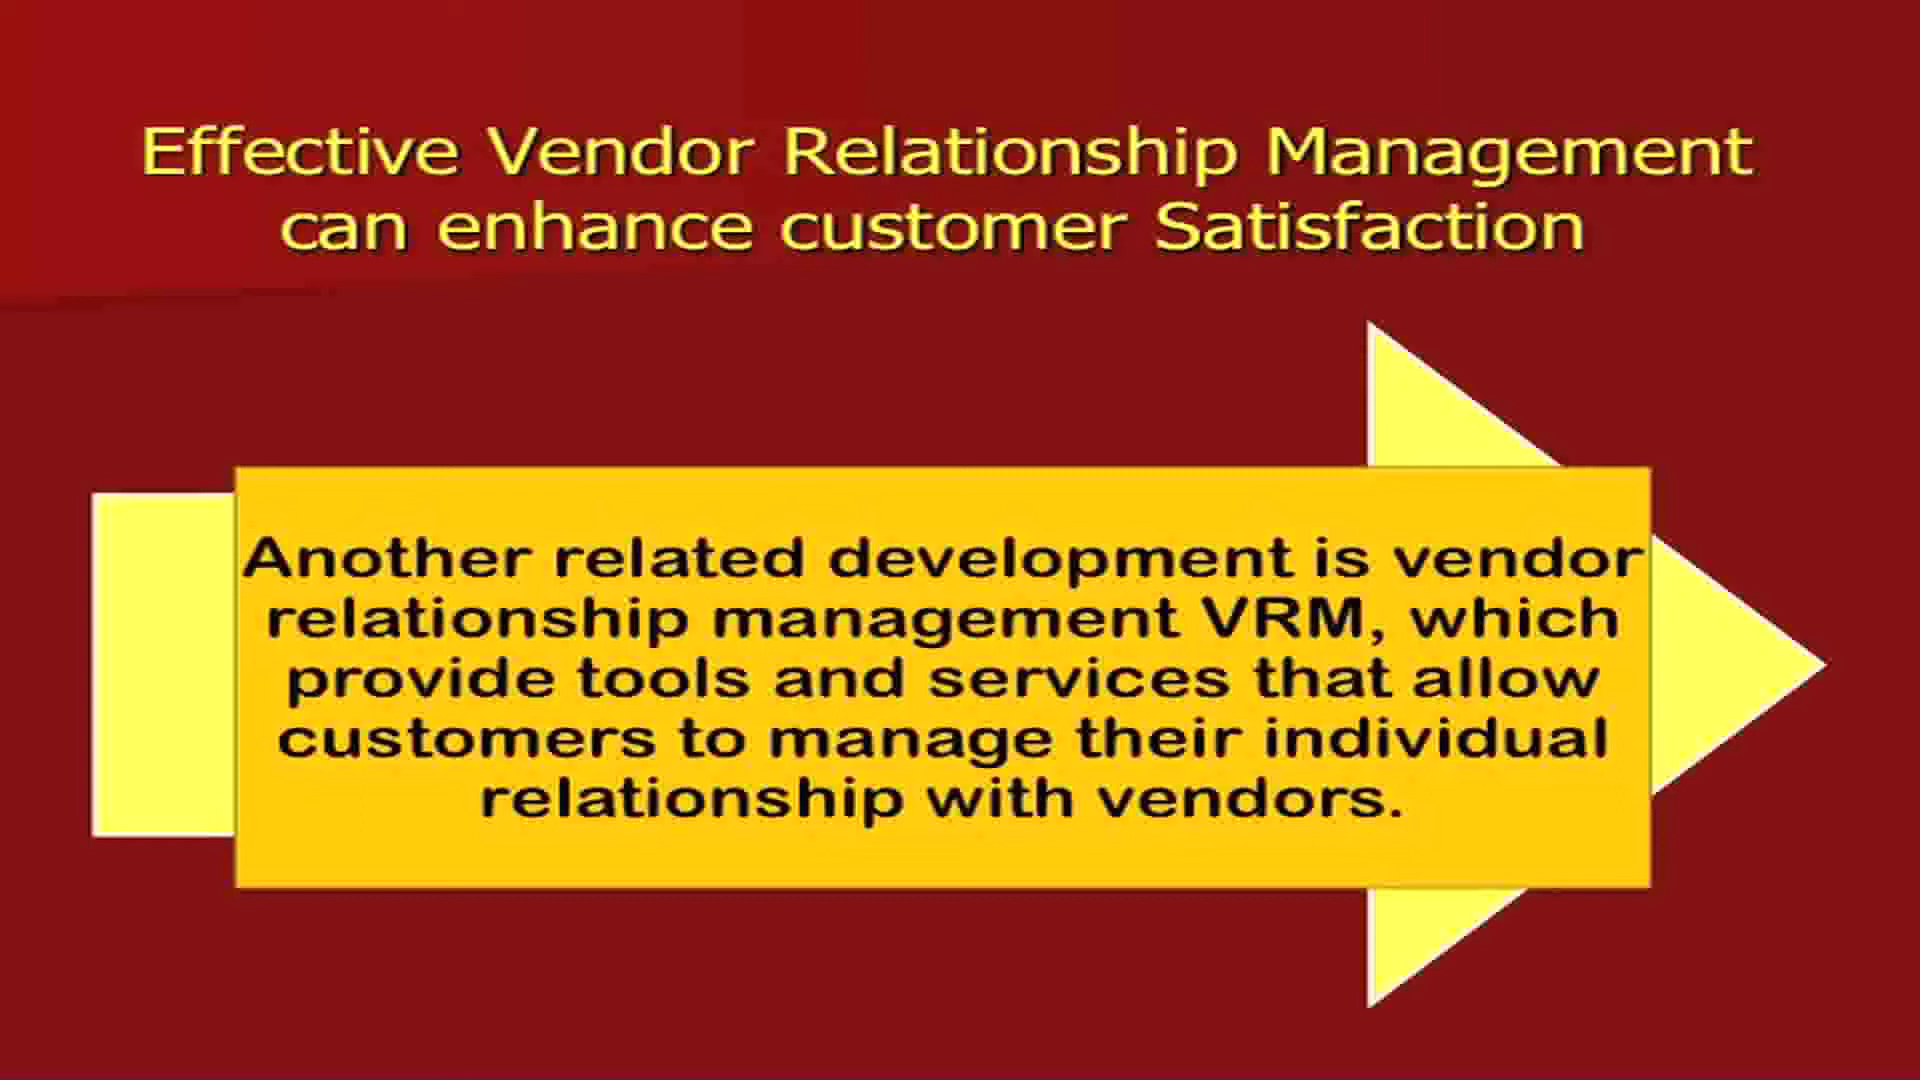 Effective Vendor Relationship Management
can enhance customer Satisfaction
Another related development is vendor
relationship management VRM, which
provide tools and services that allow
customers to manage their individual
relationship with vendors.